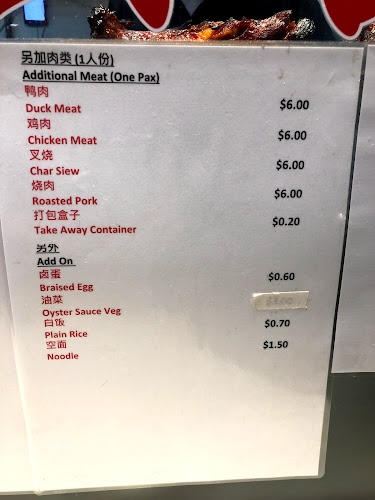 另加肉类 (1人份)
Additional Meat (One Pax)
鸭肉
Duck Meat $6.00
鸡肉
Chicken Meat $6.00
叉烧
Char Siew $6.00
烧肉
Roasted Pork $6.00
打包盒子
Take Away Container $0.20
另外
Add On
卤蛋 $0.60
Braised Egg
油菜
Oyster Sauce Veg
白饭 $0.70
Plain Rice
空面 $1.50
Noodle